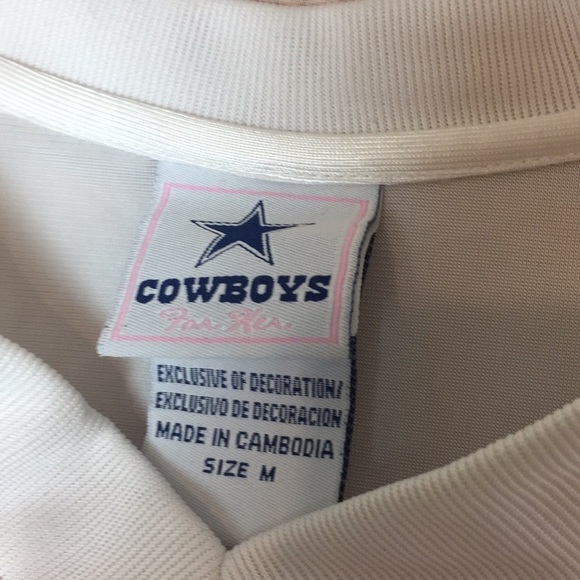 COWBOYS
For Her.
EXCLUSIVE OF DECORATION/
EXCLUSIVO DE DECORACION
MADE IN CAMBODIA
SIZE M